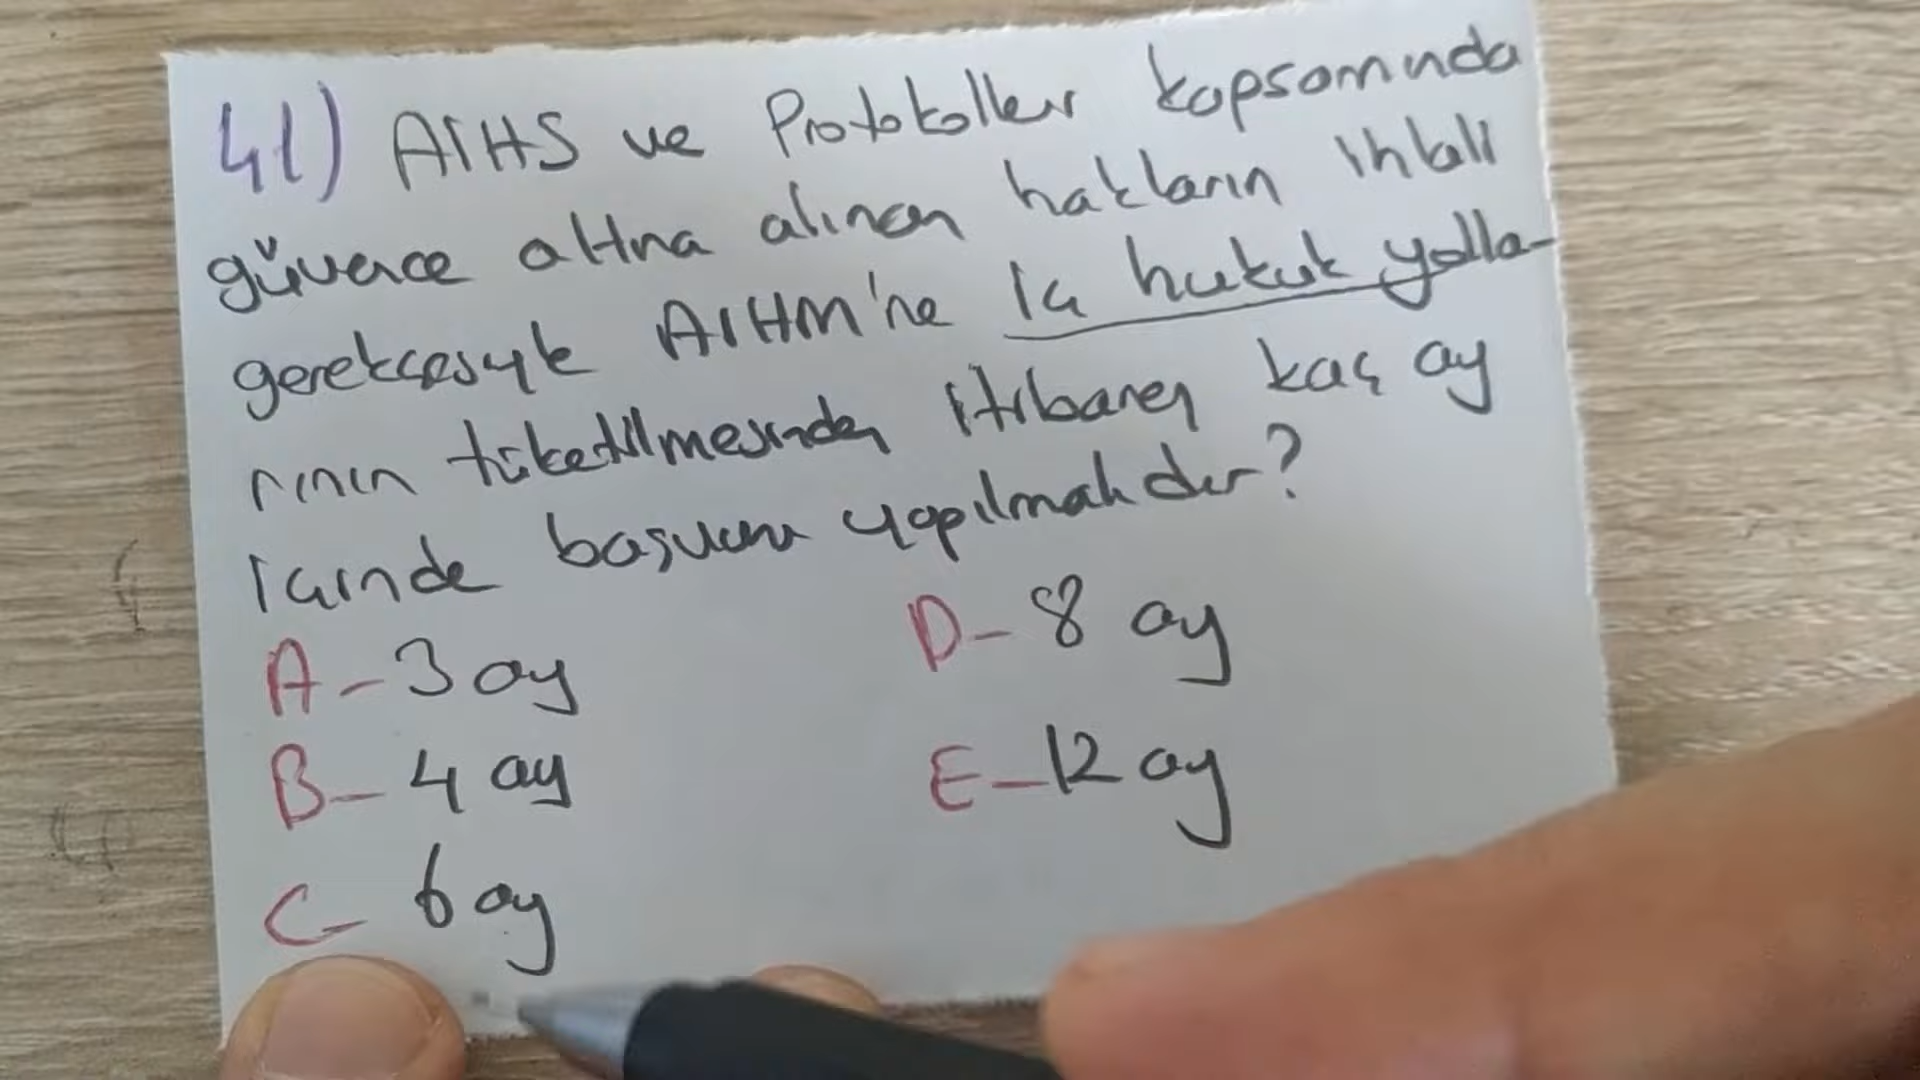 41) AİHS ve Protokoller kapsamında
güvence altına alınan hakların ihlali
gerekçesiyle AİHM'ne iç hukuk yolla-
rının tüketilmesinden itibaren kaç ay
içinde başvuru yapılmalıdır?
A- 3 ay
B- 4 ay
C- 6 ay
D- 8 ay
E- 12 ay